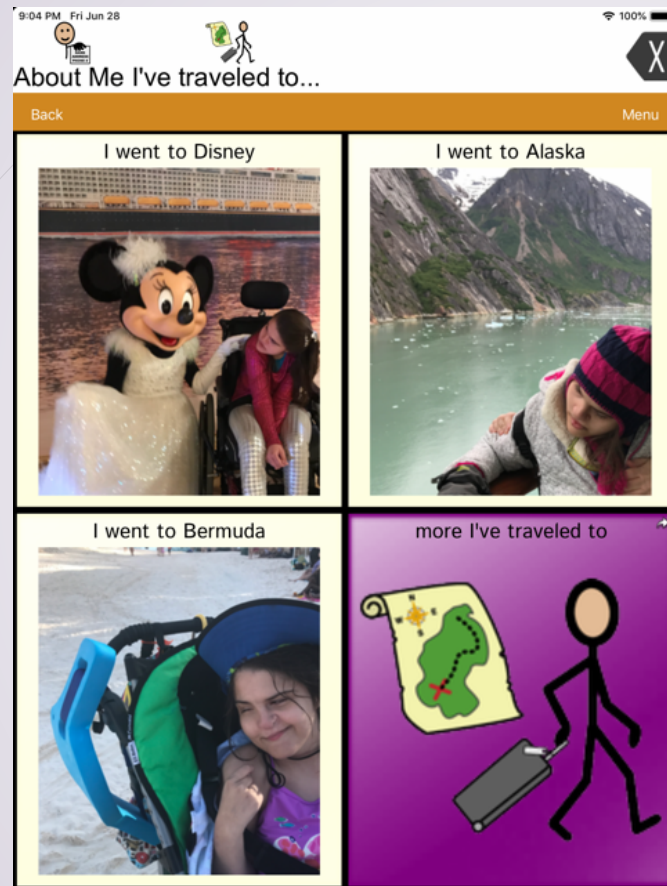 9:04 PM Fri Jun 28
100%
About Me I've traveled to...
X
Back
Menu
I went to Disney
I went to Alaska
I went to Bermuda
more I've traveled to
N
W
E
S